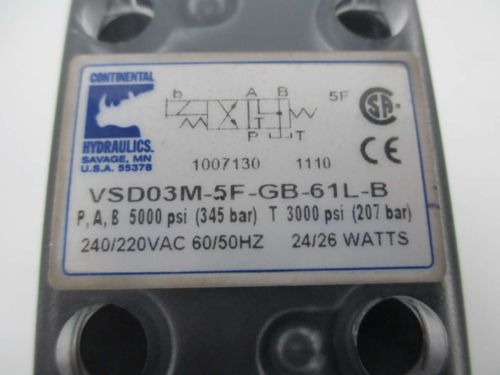 CONTINENTAL
HYDRAULICS.
SAVAGE, MN
U.S.A. 55378
b A B 5F
T
P T
SA
CE
1007130 1110
VSD03M-5F-GB-61L-B
P, A, B 5000 psi (345 bar) T 3000 psi (207 bar)
240/220VAC 60/50HZ 24/26 WATTS